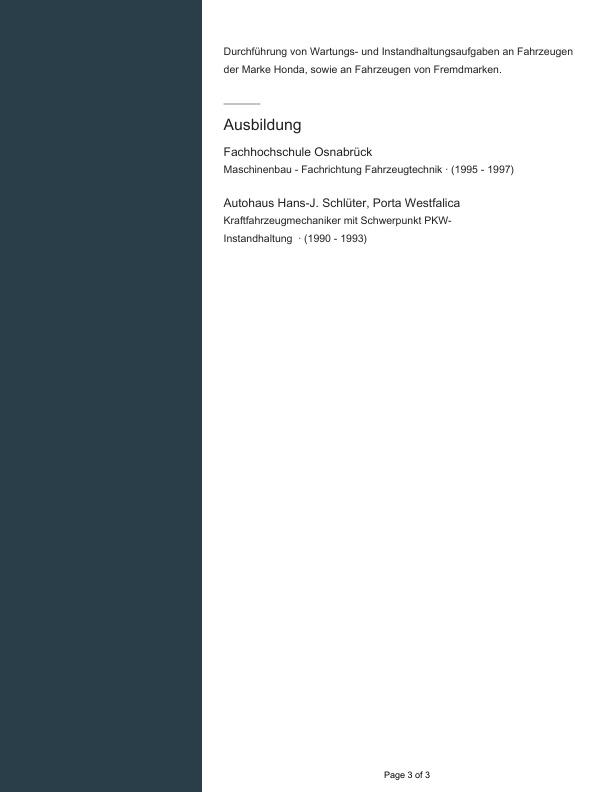 Durchführung von Wartungs- und Instandhaltungsaufgaben an Fahrzeugen
der Marke Honda, sowie an Fahrzeugen von Fremdmarken.
Ausbildung
Fachhochschule Osnabrück
Maschinenbau - Fachrichtung Fahrzeugtechnik · (1995 - 1997)
Autohaus Hans-J. Schlüter, Porta Westfalica
Kraftfahrzeugmechaniker mit Schwerpunkt PKW-
Instandhaltung  · (1990 - 1993)
Page 3 of 3